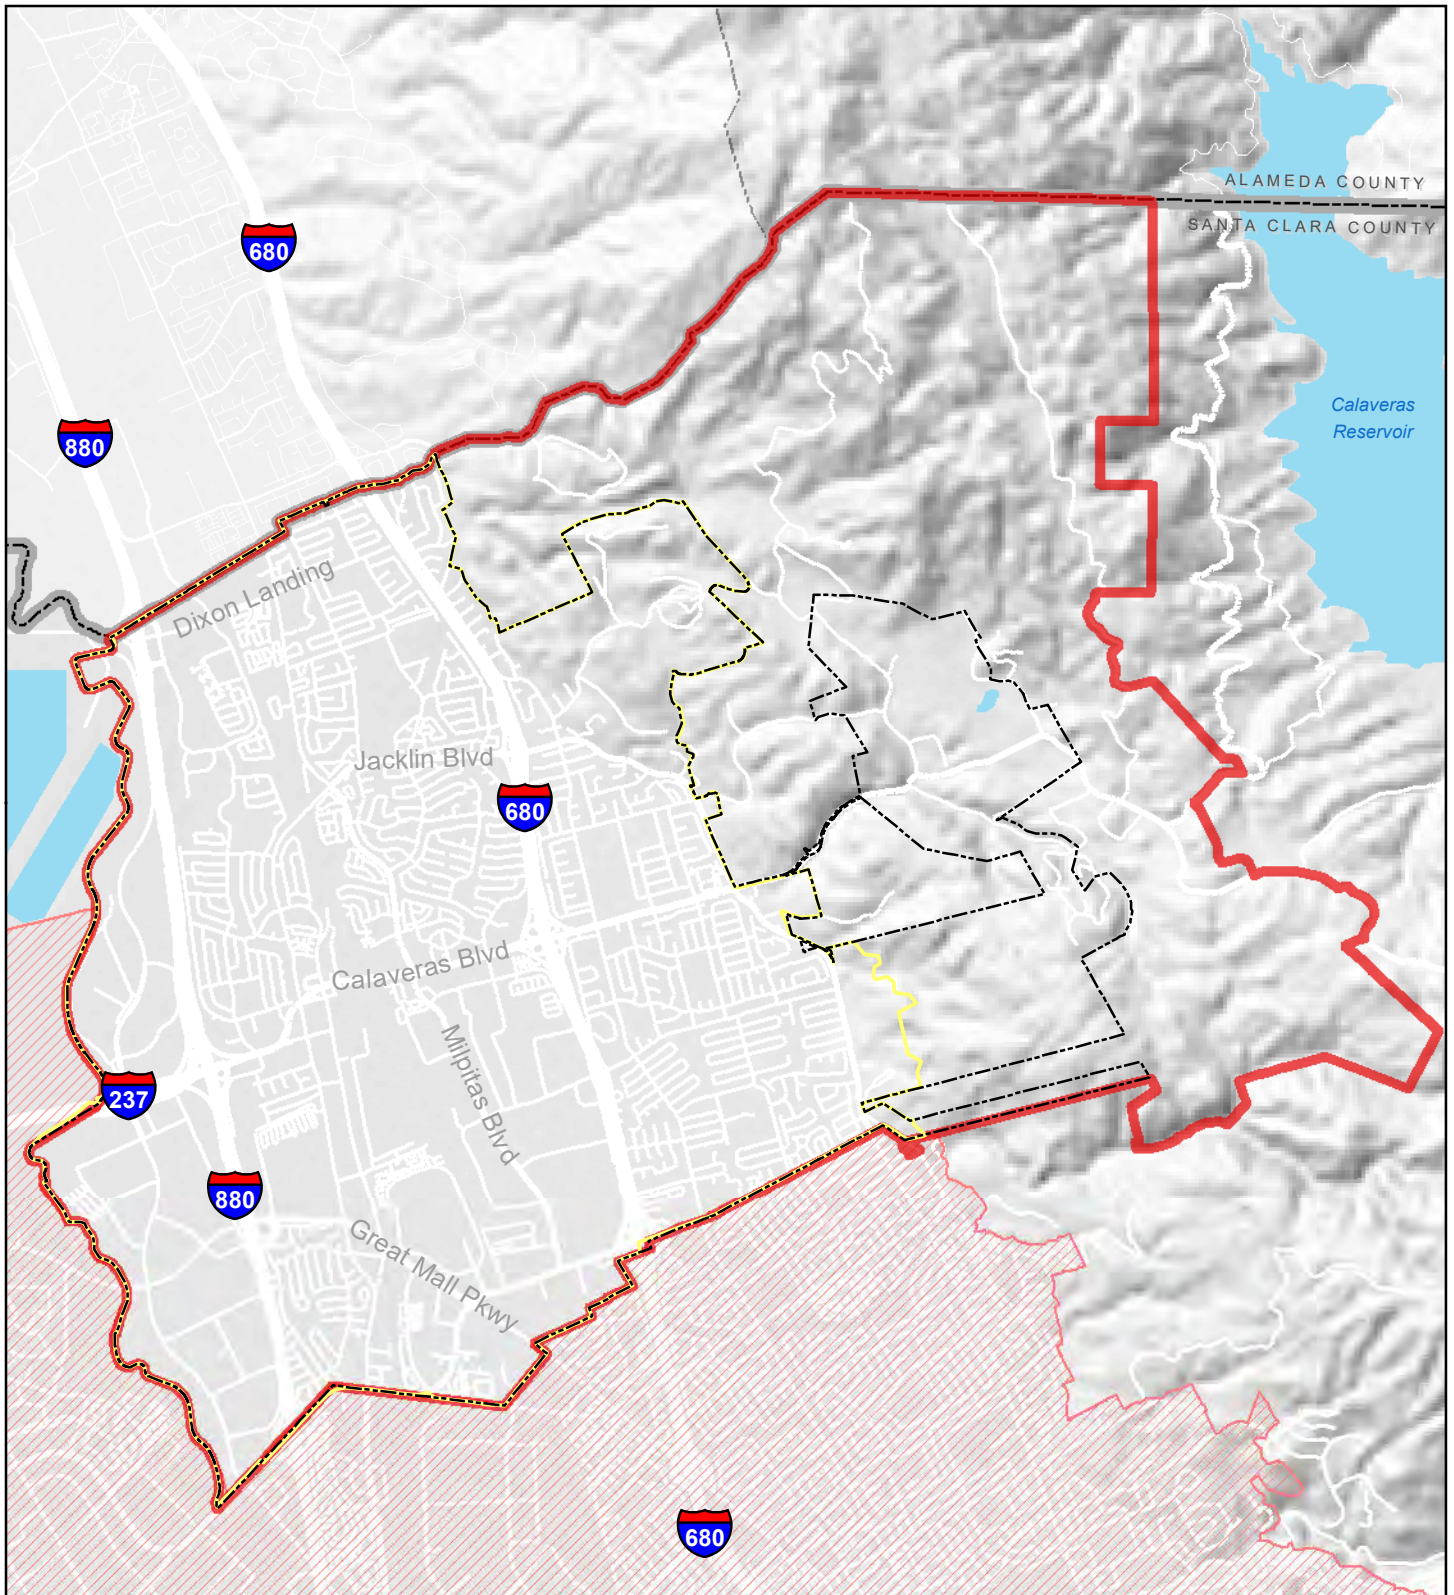 ALAMEDA COUNTY
SANTA CLARA COUNTY
680
Calaveras
Reservoir
880
Dixon Landing
Jacklin Blvd
680
Calaveras Blvd
Milpitas Blvd
237
880
Great Mall Pkwy
680